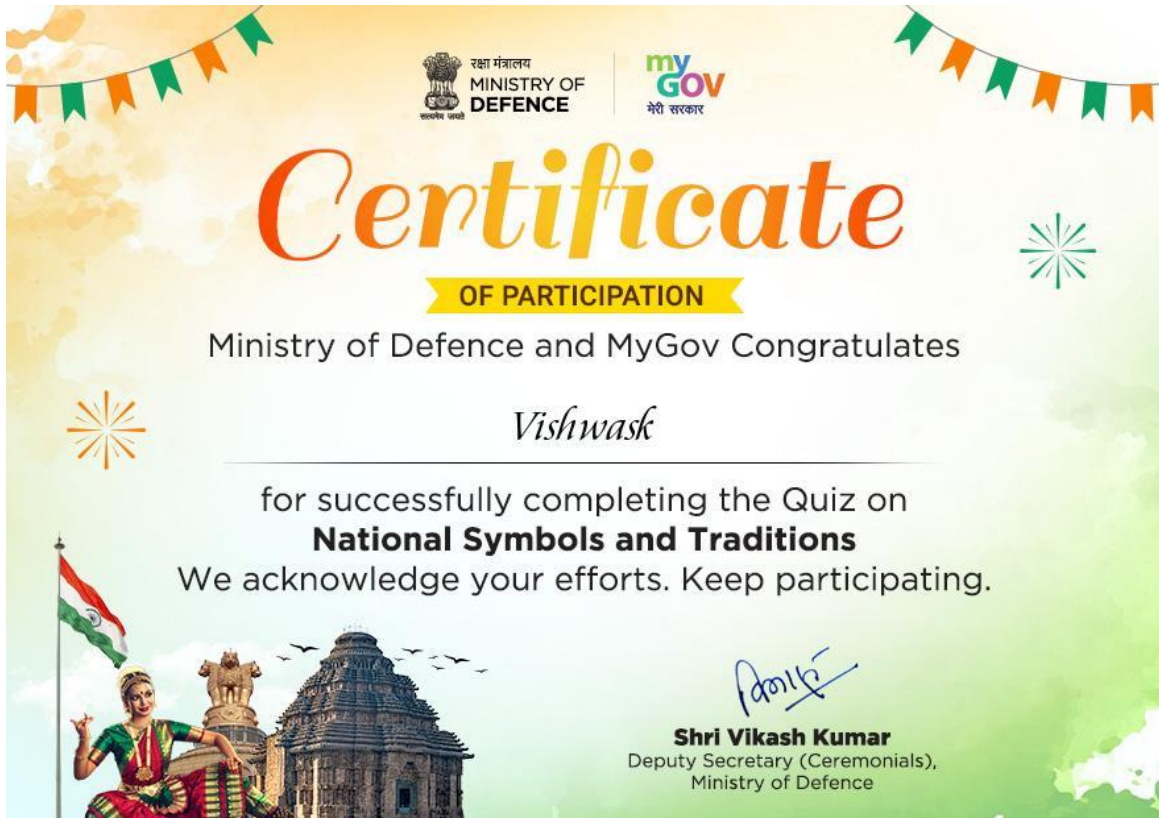 रक्षा मंत्रालय
MINISTRY OF
DEFENCE
सत्यमेव जयते
my
GOV
मेरी सरकार
Certificate
OF PARTICIPATION
Ministry of Defence and MyGov Congratulates
Vishwask
for successfully completing the Quiz on
National Symbols and Traditions
We acknowledge your efforts. Keep participating.
Shri Vikash Kumar
Deputy Secretary (Ceremonials),
Ministry of Defence